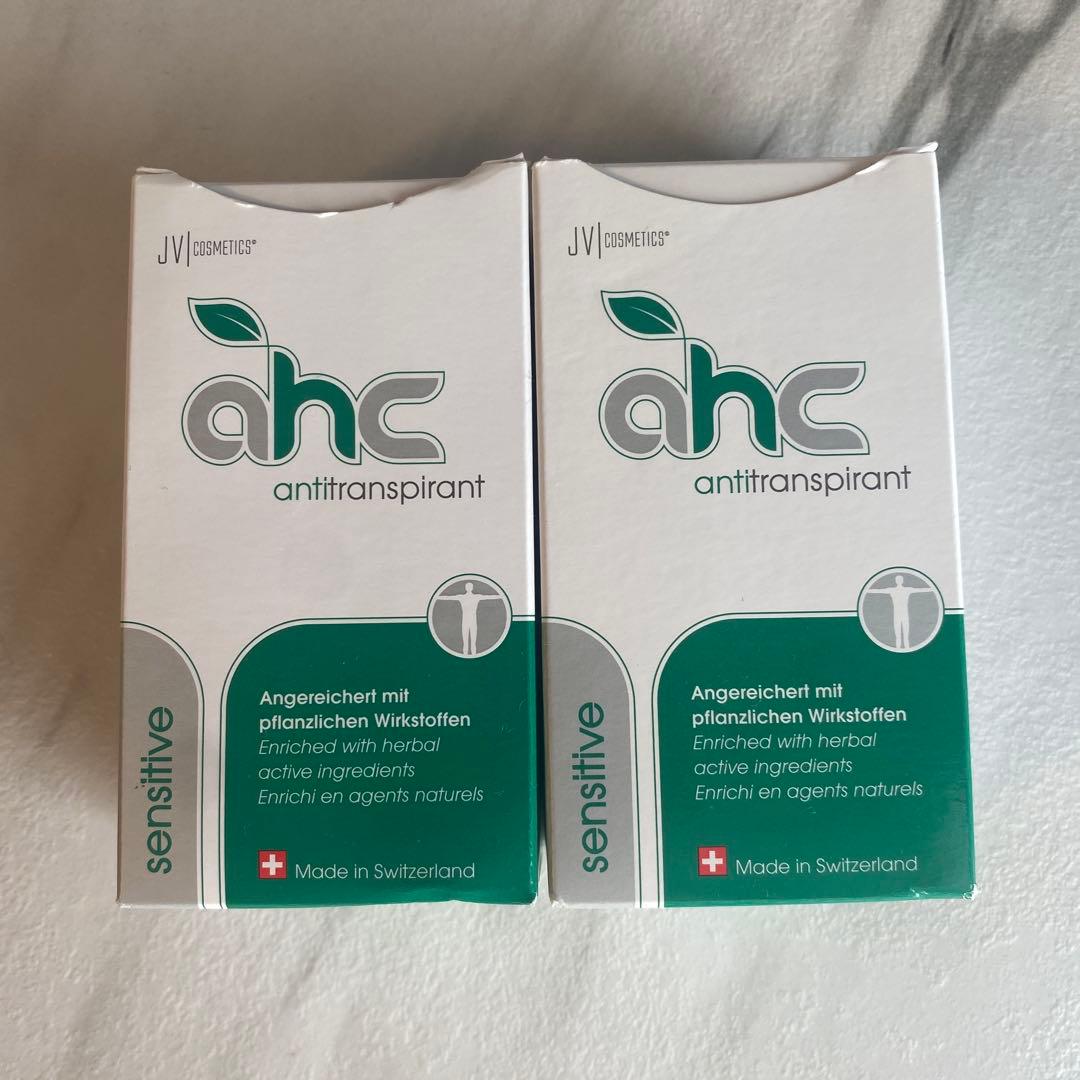 JV|COSMETICS®
ahc
antitranspirant
sensitive
Angereichert mit
pflanzlichen Wirkstoffen
Enriched with herbal
active ingredients
Enrichi en agents naturels
Made in Switzerland
JV|COSMETICS®
ahc
antitranspirant
sensitive
Angereichert mit
pflanzlichen Wirkstoffen
Enriched with herbal
active ingredients
Enrichi en agents naturels
Made in Switzerland